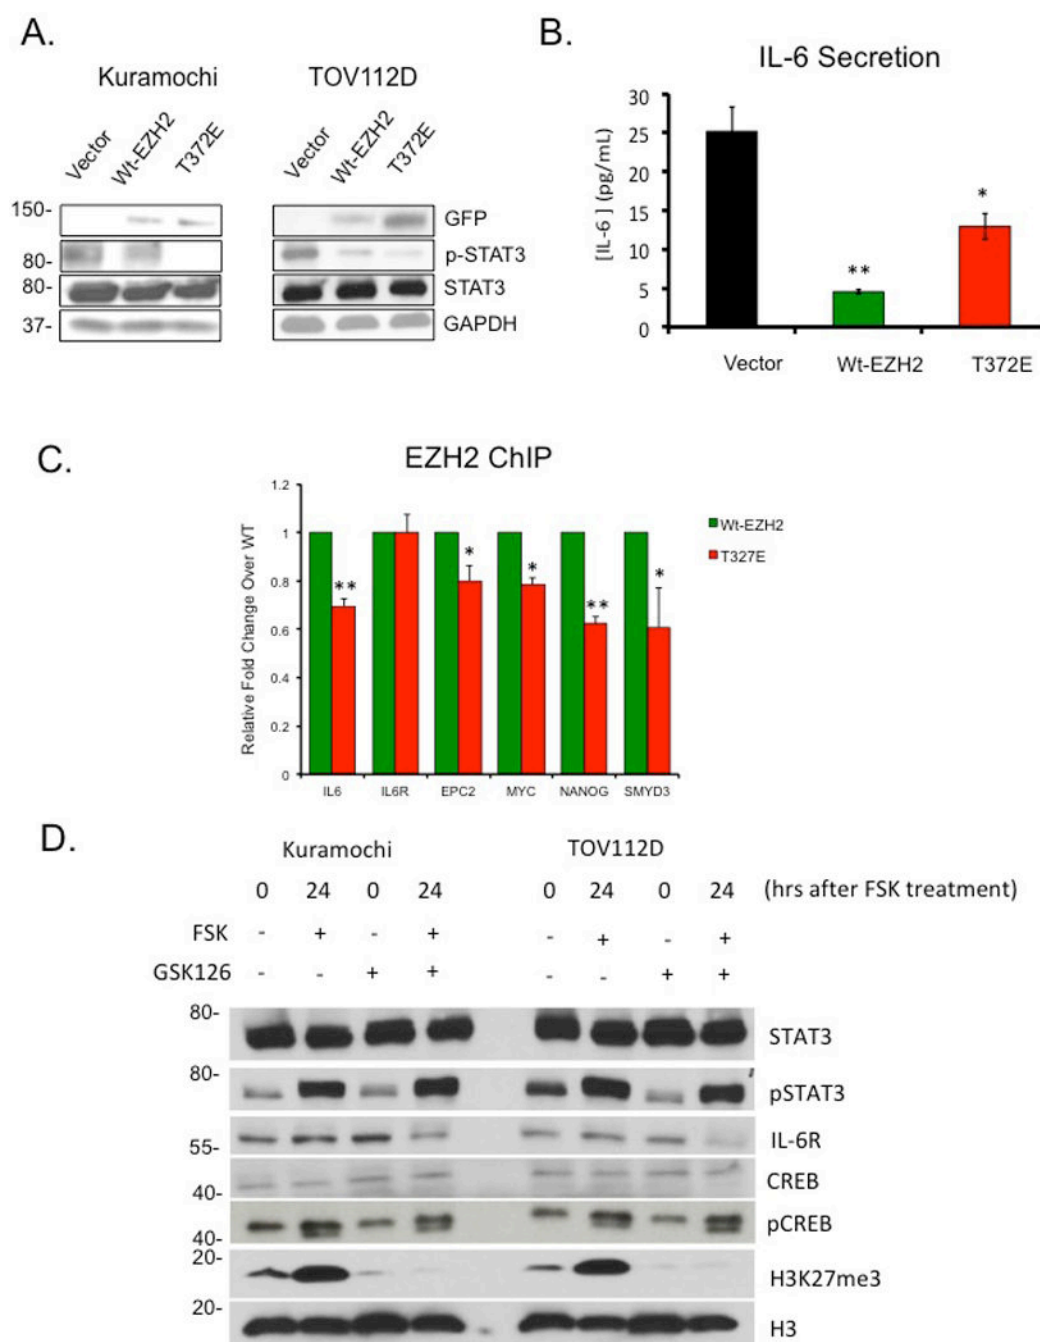 A.
Kuramochi TOV112D
Vector Wt-EZH2 T372E Vector Wt-EZH2 T372E
150- GFP
80- p-STAT3
80- STAT3
37- GAPDH
B.
IL-6 Secretion
[IL-6 ] (pg/mL)
30
25
20
15
10
5
0
**
*
Vector Wt-EZH2 T372E
C.
EZH2 ChIP
Relative Fold Change Over WT
1.2
1
0.8
0.6
0.4
0.2
0
** * * ** *
IL6 IL6R EPC2 MYC NANOG SMYD3
Wt-EZH2
T327E
D.
Kuramochi TOV112D
0 24 0 24 0 24 0 24 (hrs after FSK treatment)
FSK - + - + - + - +
GSK126 - - + + - - + +
80- STAT3
80- pSTAT3
55- IL-6R
40- CREB
40- pCREB
20- H3K27me3
20- H3